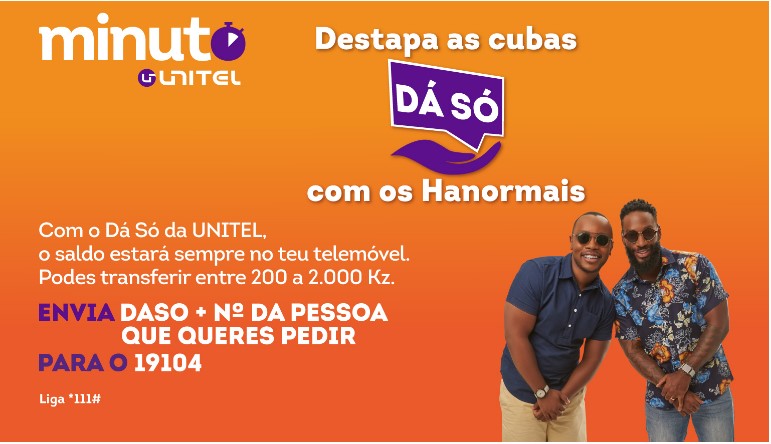 minuto
UNITEL
Destapa as cubas
DÁ SÓ
com os Hanormais
Com o Dá Só da UNITEL,
o saldo estará sempre no teu telemóvel.
Podes transferir entre 200 a 2.000 Kz.
ENVIA DASO + Nº DA PESSOA
QUE QUERES PEDIR
PARA O 19104
Liga *111#